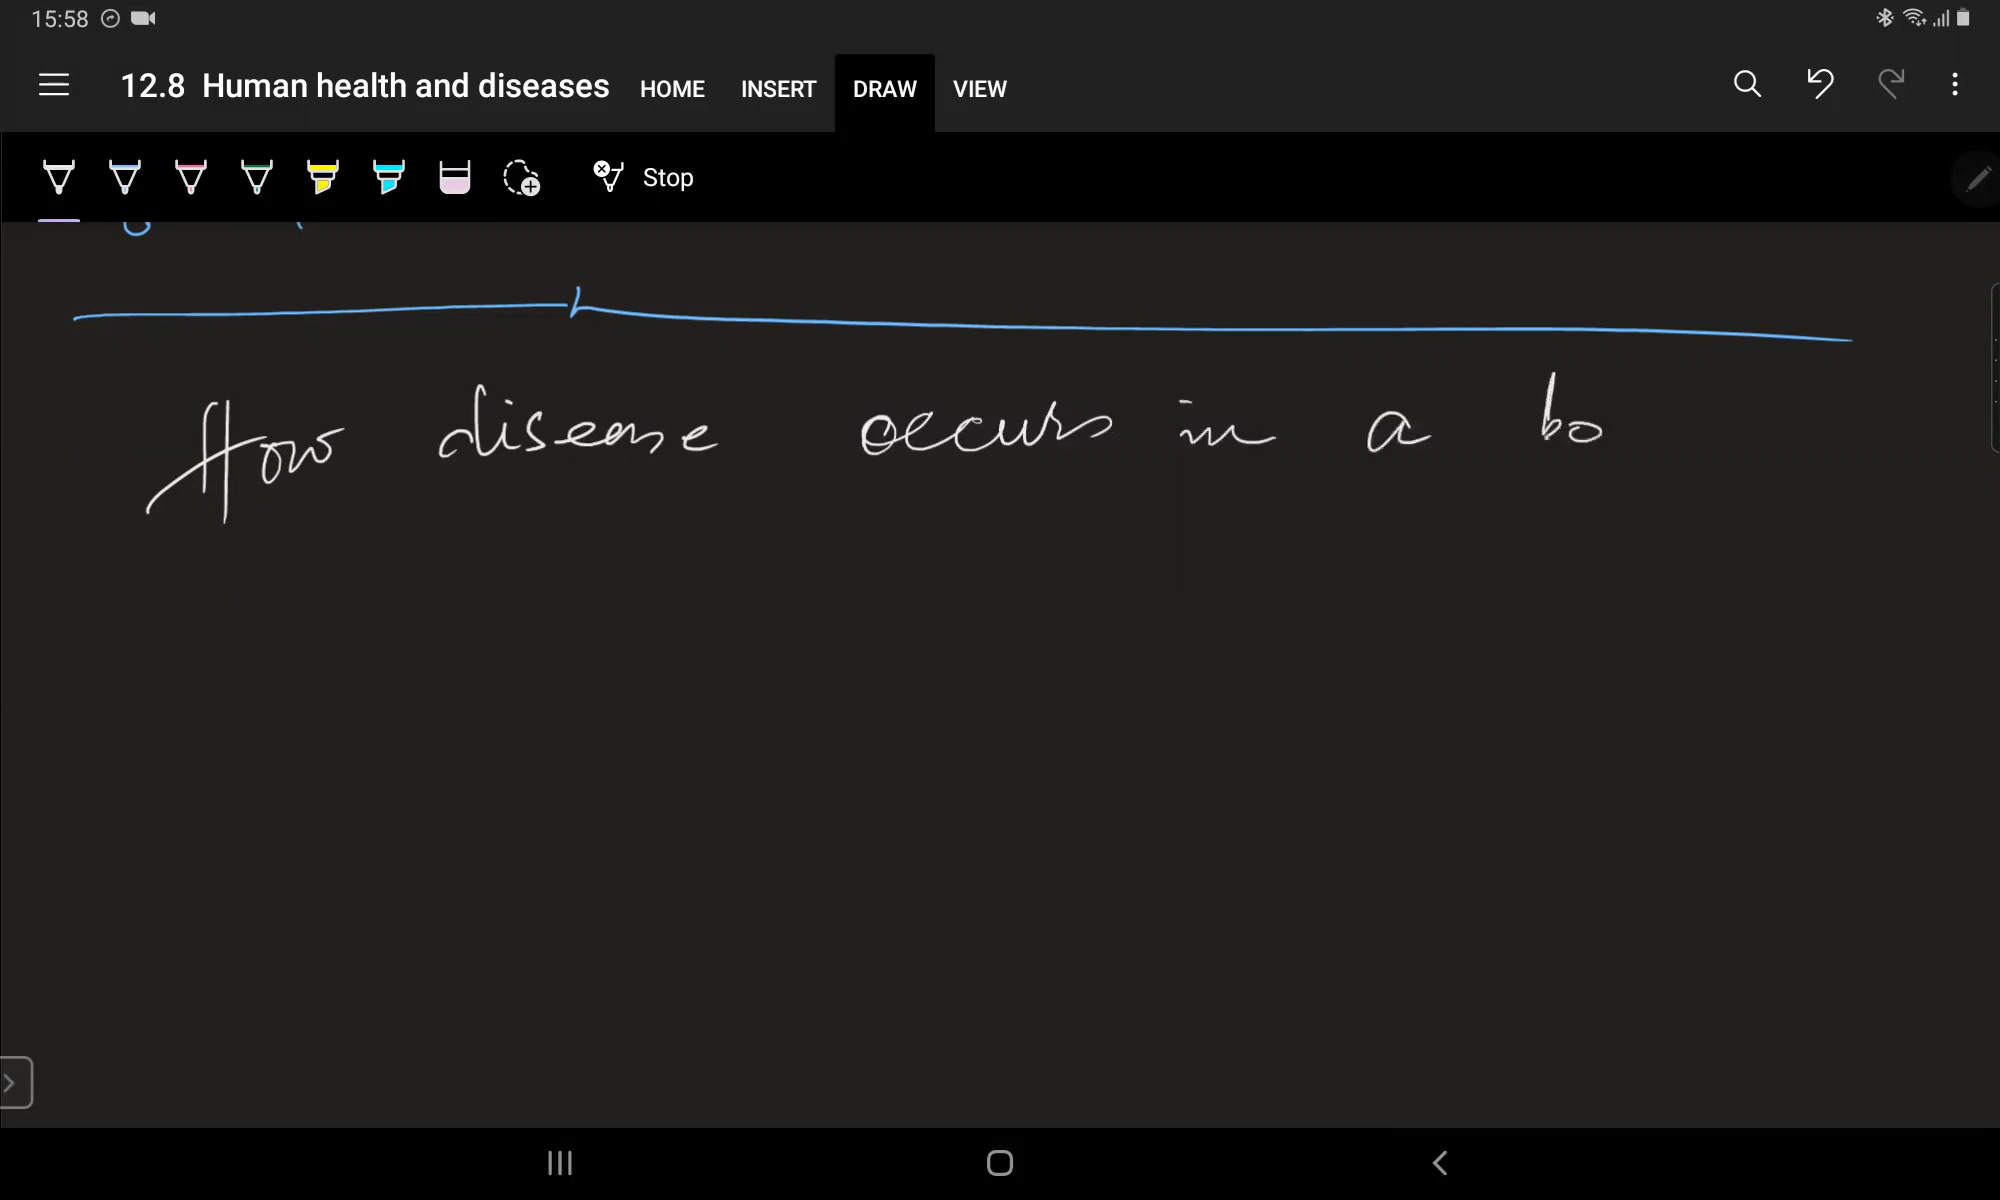 15:58
12.8 Human health and diseases HOME INSERT DRAW VIEW
Stop
How disease occurs in a bo